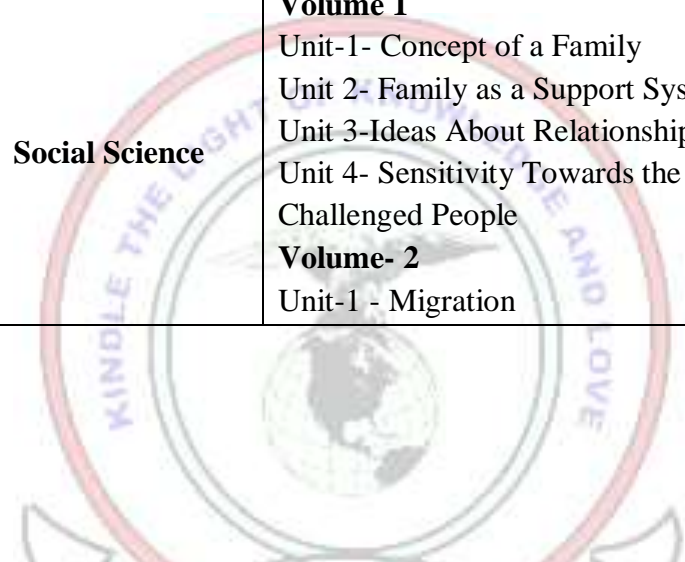 Volume 1
Unit-1- Concept of a Family
Unit 2- Family as a Support Sys
Unit 3-Ideas About Relationship
Social Science
Unit 4- Sensitivity Towards the
Challenged People
Volume- 2
Unit-1 - Migration
KINDLE THE LIGHT OF KNOWLEDGE AND LOVE